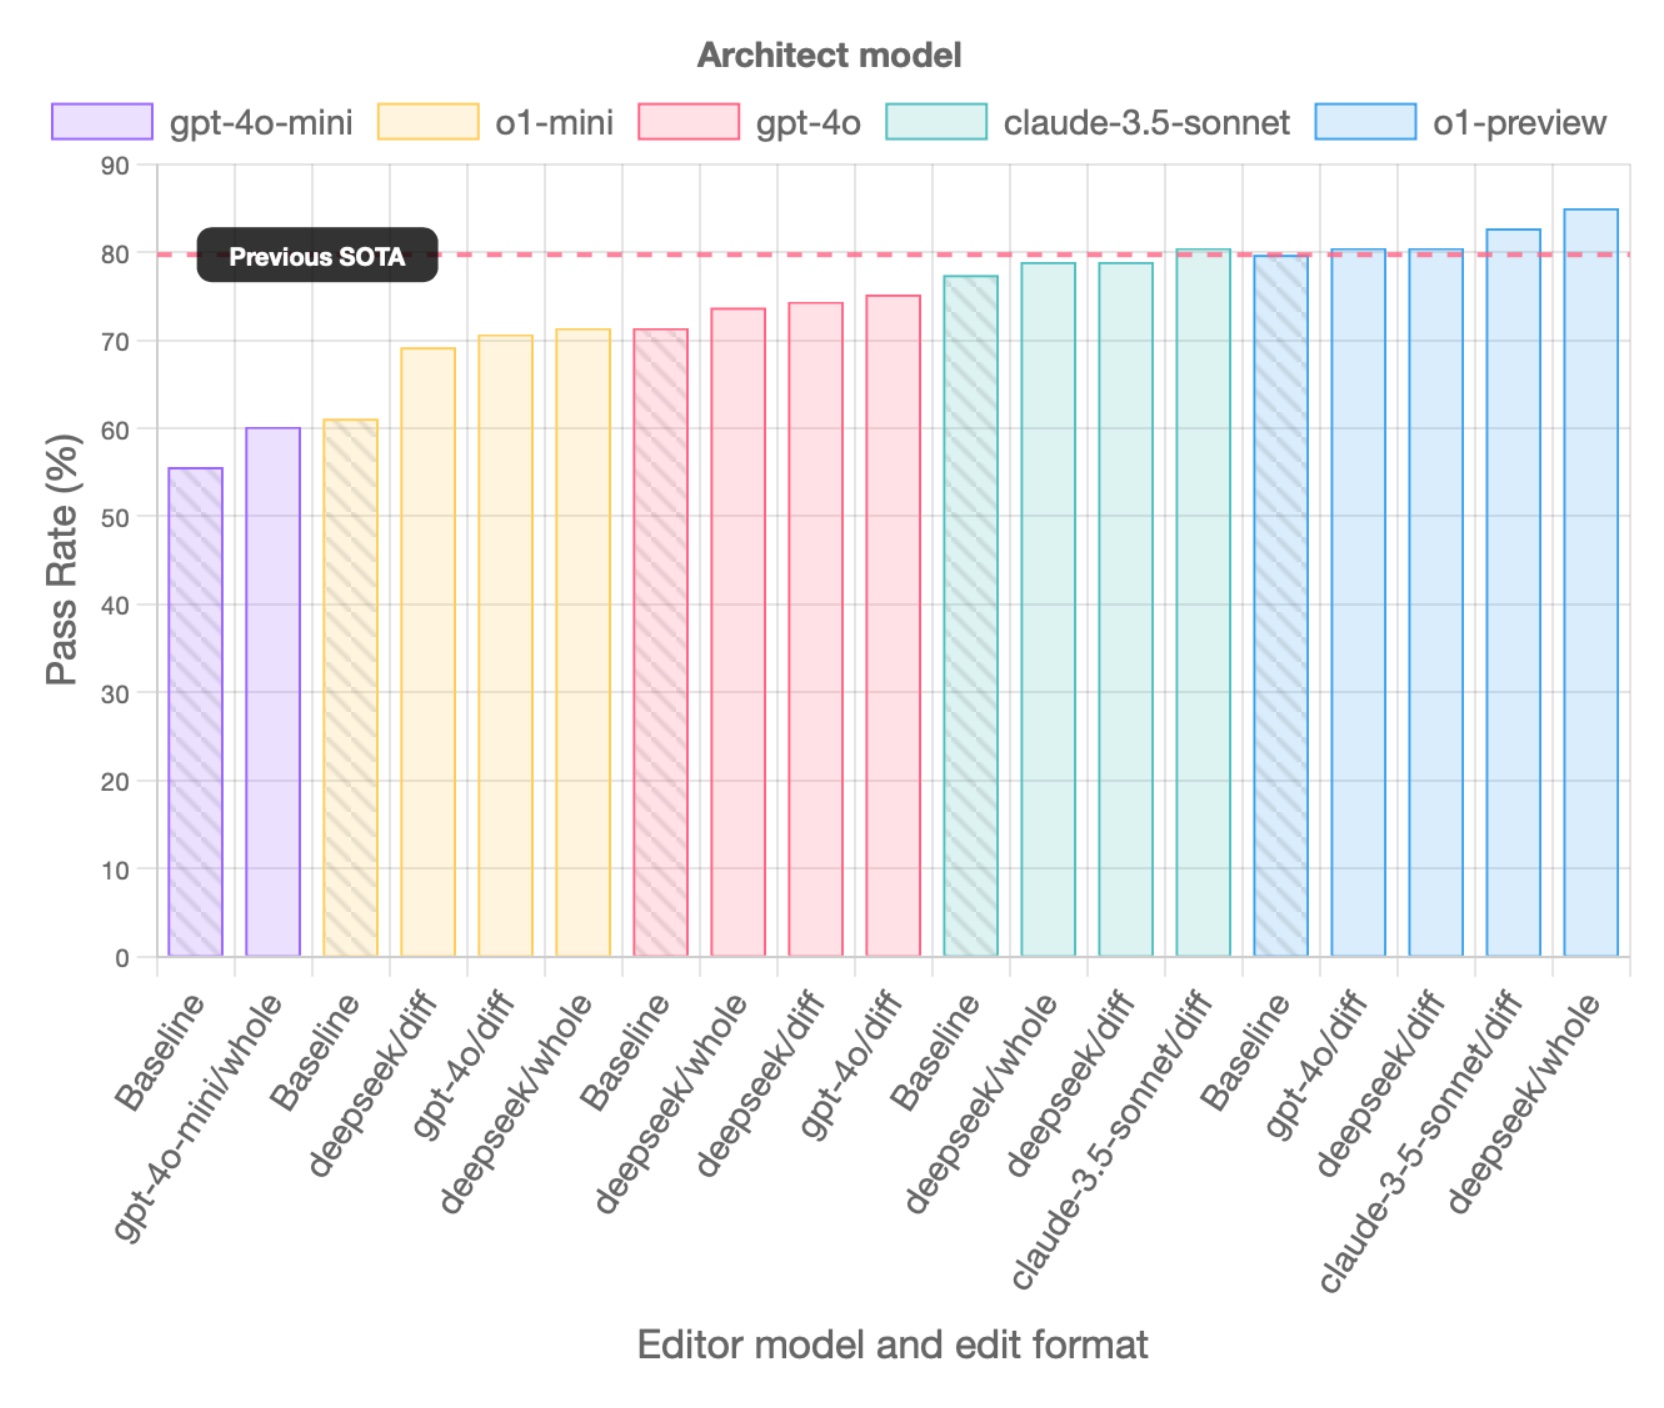 Architect model
gpt-4o-mini
o1-mini
gpt-4o
claude-3.5-sonnet
o1-preview
90
80
70
60
50
40
30
20
10
0
Previous SOTA
Pass Rate (%)
Baseline
gpt-4o-mini/whole
Baseline
deepseek/diff
gpt-4o/diff
deepseek/whole
Baseline
deepseek/whole
deepseek/diff
gpt-4o/diff
Baseline
deepseek/whole
deepseek/diff
claude-3.5-sonnet/diff
Baseline
gpt-4o/diff
deepseek/diff
claude-3-5-sonnet/diff
deepseek/whole
Editor model and edit format